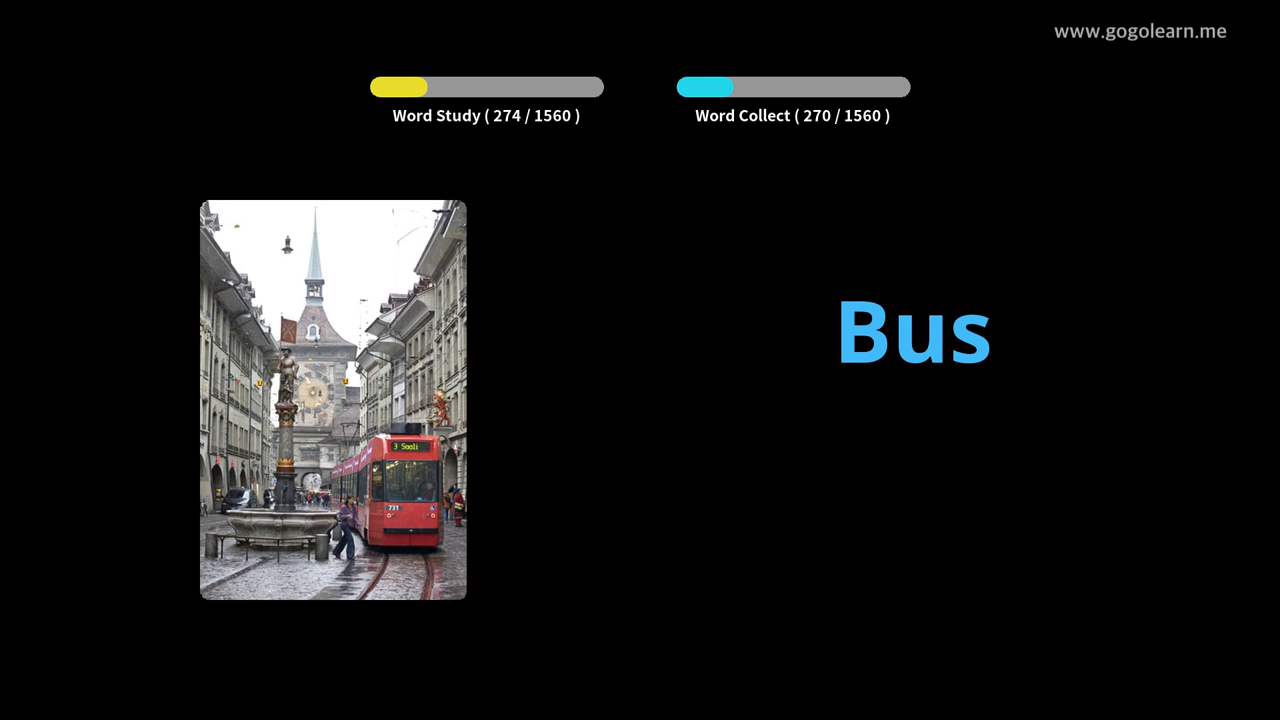 www.gogolearn.me
Word Study ( 274 / 1560 )
Word Collect ( 270 / 1560 )
Bus
3 Saali
731